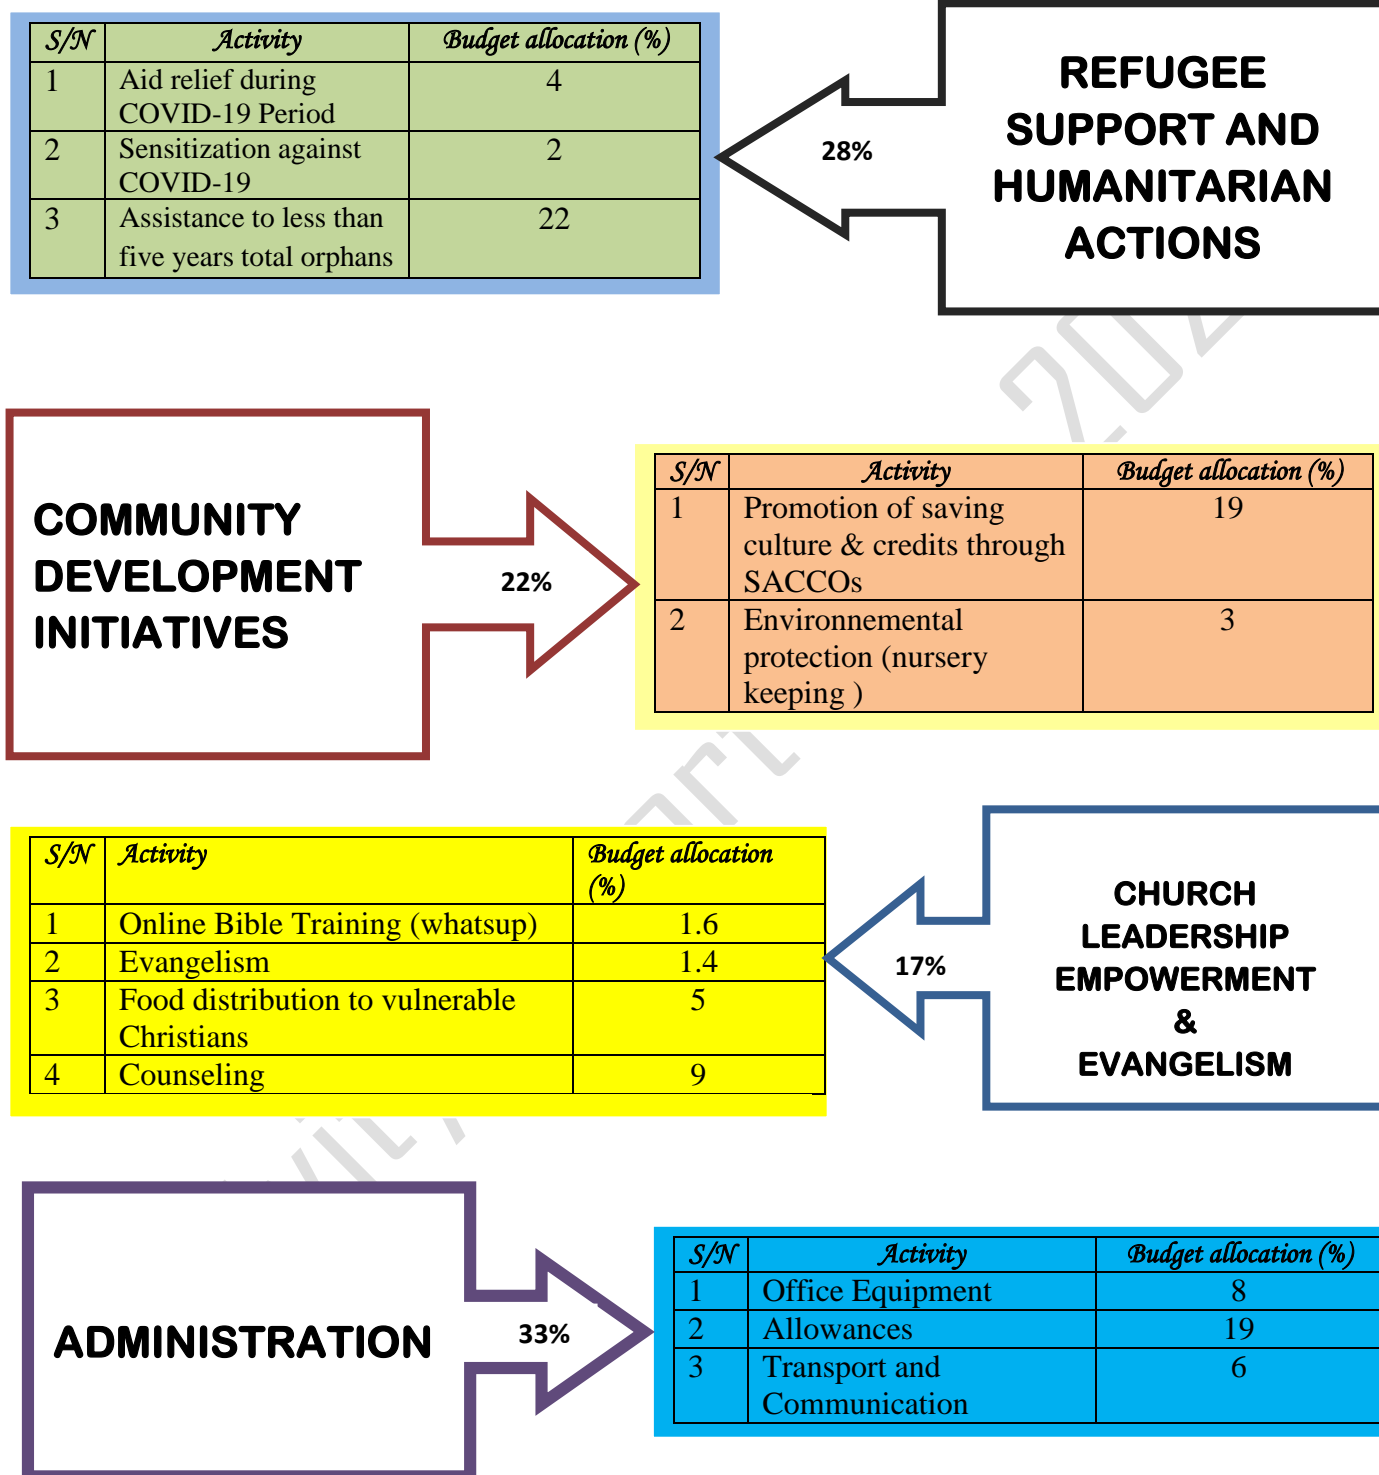 S/N Activity Budget allocation (%)
1 Aid relief during 4
COVID-19 Period
2 Sensitization against 2
COVID-19
3 Assistance to less than 22
five years total orphans
28%
REFUGEE
SUPPORT AND
HUMANITARIAN
ACTIONS
COMMUNITY
DEVELOPMENT
INITIATIVES
22%
S/N Activity Budget allocation (%)
1 Promotion of saving 19
culture & credits through
SACCOs
2 Environnemental 3
protection (nursery
keeping )
S/N Activity Budget allocation
(%)
1 Online Bible Training (whatsup) 1.6
2 Evangelism 1.4
3 Food distribution to vulnerable 5
Christians
4 Counseling 9
17%
CHURCH
LEADERSHIP
EMPOWERMENT
&
EVANGELISM
ADMINISTRATION
33%
S/N Activity Budget allocation (%)
1 Office Equipment 8
2 Allowances 19
3 Transport and 6
Communication